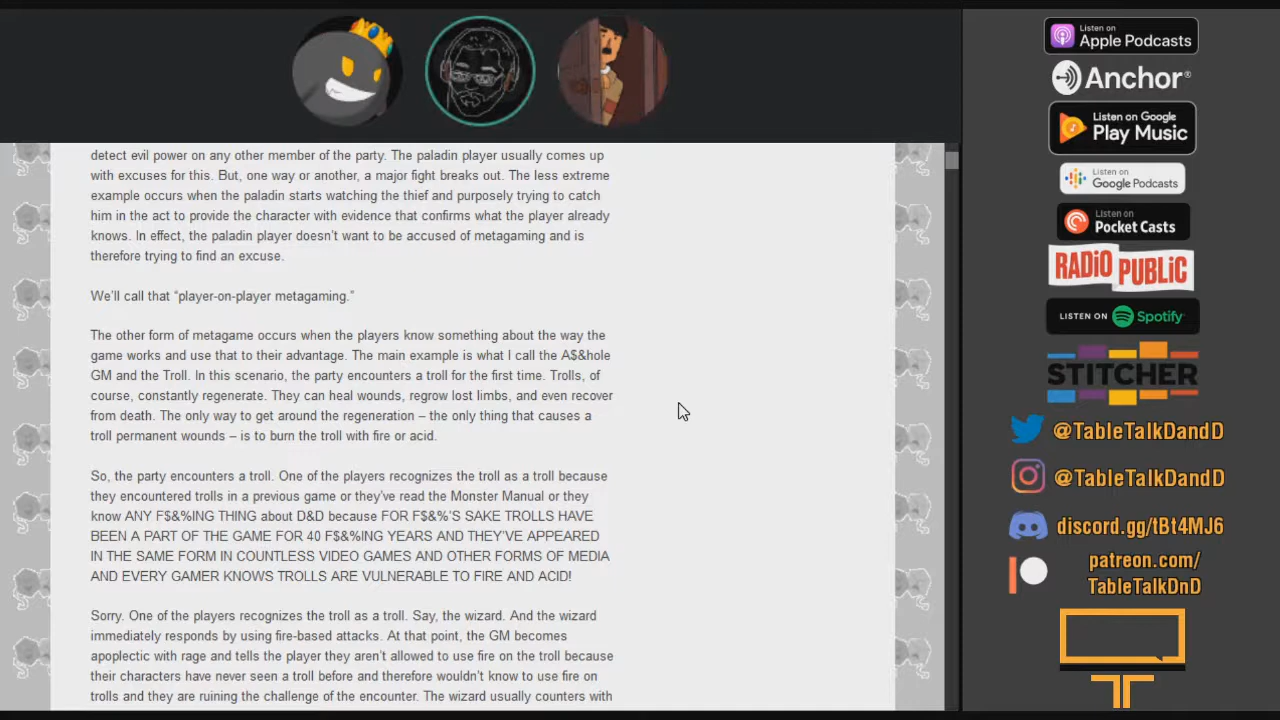 detect evil power on any other member of the party. The paladin player usually comes up
with excuses for this. But, one way or another, a major fight breaks out. The less extreme
example occurs when the paladin starts watching the thief and purposely trying to catch
him in the act to provide the character with evidence that confirms what the player already
knows. In effect, the paladin player doesn’t want to be accused of metagaming and is
therefore trying to find an excuse.
We’ll call that “player-on-player metagaming.”
The other form of metagame occurs when the players know something about the way the
game works and use that to their advantage. The main example is what I call the A$&hole
GM and the Troll. In this scenario, the party encounters a troll for the first time. Trolls, of
course, constantly regenerate. They can heal wounds, regrow lost limbs, and even recover
from death. The only way to get around the regeneration – the only thing that causes a
troll permanent wounds – is to burn the troll with fire or acid.
So, the party encounters a troll. One of the players recognizes the troll as a troll because
they encountered trolls in a previous game or they’ve read the Monster Manual or they
know ANY F$&%ING THING about D&D because FOR F$&%’S SAKE TROLLS HAVE
BEEN A PART OF THE GAME FOR 40 F$&%ING YEARS AND THEY’VE APPEARED
IN THE SAME FORM IN COUNTLESS VIDEO GAMES AND OTHER FORMS OF MEDIA
AND EVERY GAMER KNOWS TROLLS ARE VULNERABLE TO FIRE AND ACID!
Sorry. One of the players recognizes the troll as a troll. Say, the wizard. And the wizard
immediately responds by using fire-based attacks. At that point, the GM becomes
apoplectic with rage and tells the player they aren’t allowed to use fire on the troll because
their characters have never seen a troll before and therefore wouldn’t know to use fire on
trolls and they are ruining the challenge of the encounter. The wizard usually counters with
Listen on
Apple Podcasts
Anchor®
Listen on Google
Play Music
Listen on
Google Podcasts
Listen on
Pocket Casts
RADiO PUBLiC
LISTEN ON Spotify
STITCHER
@TableTalkDandD
@TableTalkDandD
discord.gg/tBt4MJ6
patreon.com/
TableTalkDnD